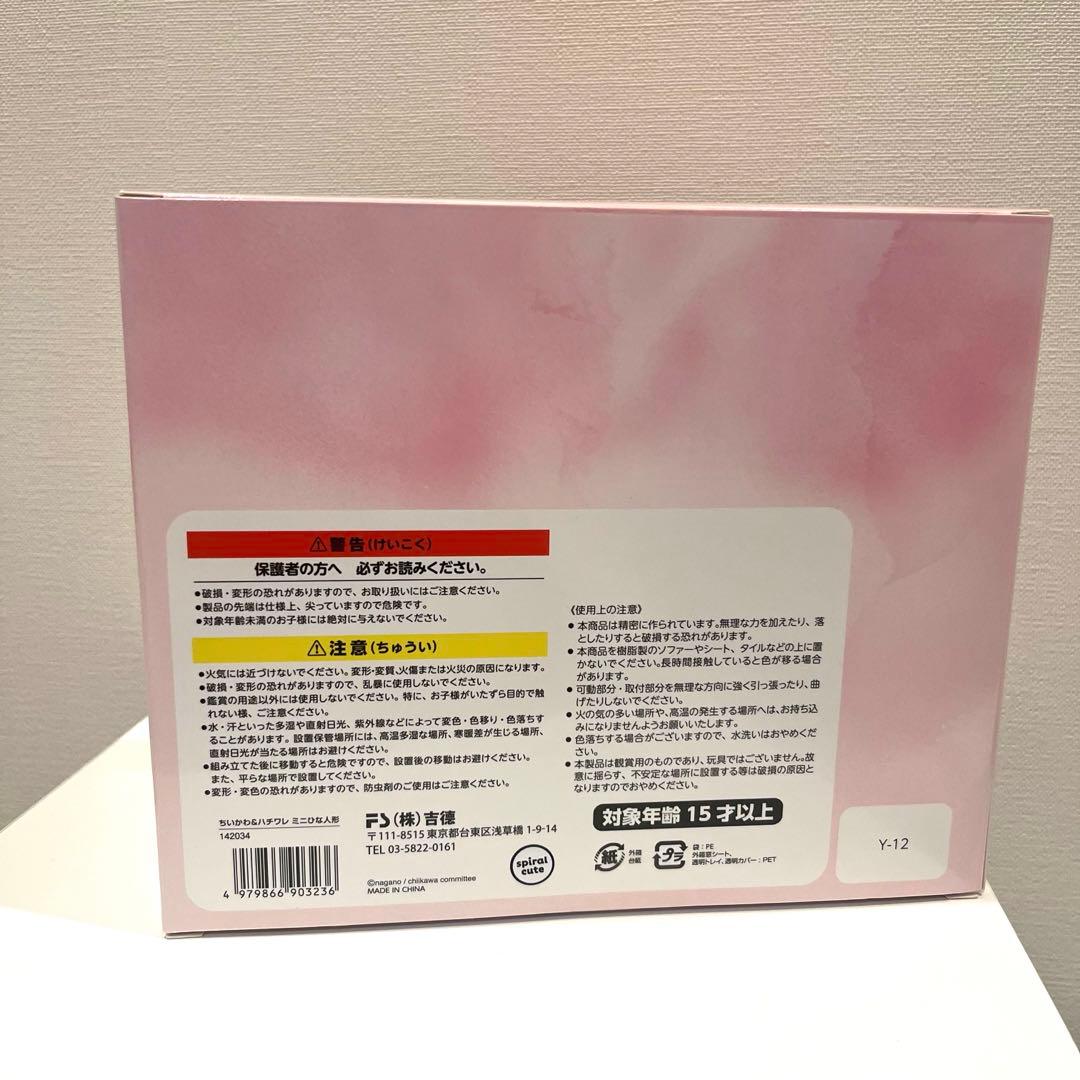 ⚠警告(けいこく)
保護者の方へ 必ずお読みください。
●破損・変形の恐れがありますので、お取り扱いにはご注意ください。
●製品の先端は仕様上、尖っていますので危険です。
●対象年齢未満のお子様には絶対に与えないでください。
⚠注意(ちゅうい)
●火気には近づけないでください。変形・変質、火傷または火災の原因になります。
●破損・変形の恐れがありますので、乱暴に使用しないでください。
●鑑賞の用途以外には使用しないでください。特に、お子様がいたずら目的で触
れない様、ご注意ください。
●水・汗といった多湿や直射日光、紫外線などによって変色・色移り・色落ちす
ることがあります。設置保管場所には、高温多湿な場所、寒暖差が生じる場所、
直射日光が当たる場所はお避けください。
●組み立てた後に移動すると危険ですので、設置後の移動はお避けください。
また、平らな場所で設置してください。
●変形・変色の恐れがありますので、防虫剤のご使用はご注意ください。
ちいかわ&ハチワレ ミニひな人形
142034
4 979866 903236
FS(株)吉德
〒111-8515 東京都台東区浅草橋 1-9-14
TEL 03-5822-0161
©nagano / chiikawa committee
MADE IN CHINA
spiral
cute
《使用上の注意》
● 本商品は精密に作られています。無理な力を加えたり、落
としたりすると破損する恐れがあります。
● 本商品を樹脂製のソファーやシート、タイルなどの上に置
かないでください。長時間接触していると色が移る場合
があります。
● 可動部分・取付部分を無理な方向に強く引っ張ったり、曲
げたりしないでください。
● 火の気の多い場所や、高温の発生する場所へは、お持ち込
みになりませんようお願いいたします。
● 色落ちする場合がございますので、水洗いはおやめくだ
さい。
● 本製品は観賞用のものであり、玩具ではございません。故
意に揺らす、不安定な場所に設置する等は破損の原因と
なりますのでおやめください。
対象年齢 15才以上
紙
外箱
台紙
プラ
袋:PE
外箱窓シート、
透明トレイ、透明カバー:PET
Y-12